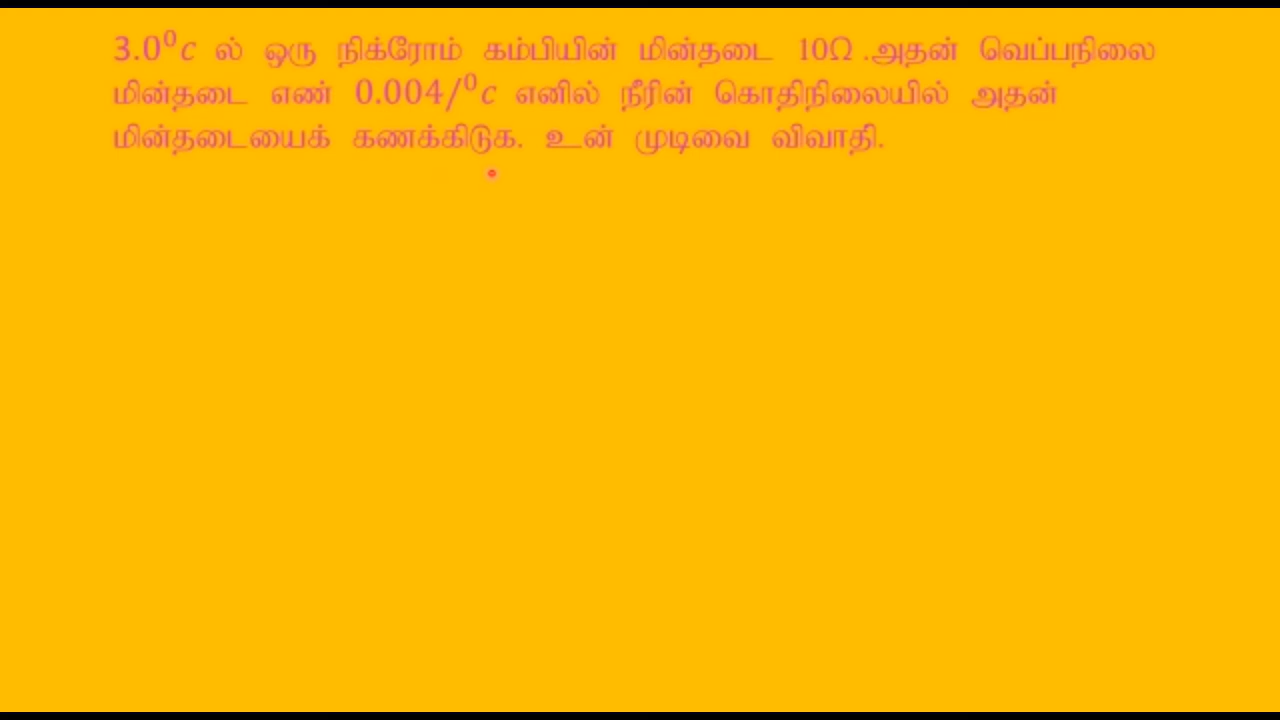 3.0⁰c ல் ஒரு நிக்ரோம் கம்பியின் மின்தடை 10Ω .அதன் வெப்பநிலை
மின்தடை எண் 0.004/⁰c எனில் நீரின் கொதிநிலையில் அதன்
மின்தடையைக் கணக்கிடுக. உன் முடிவை விவாதி.